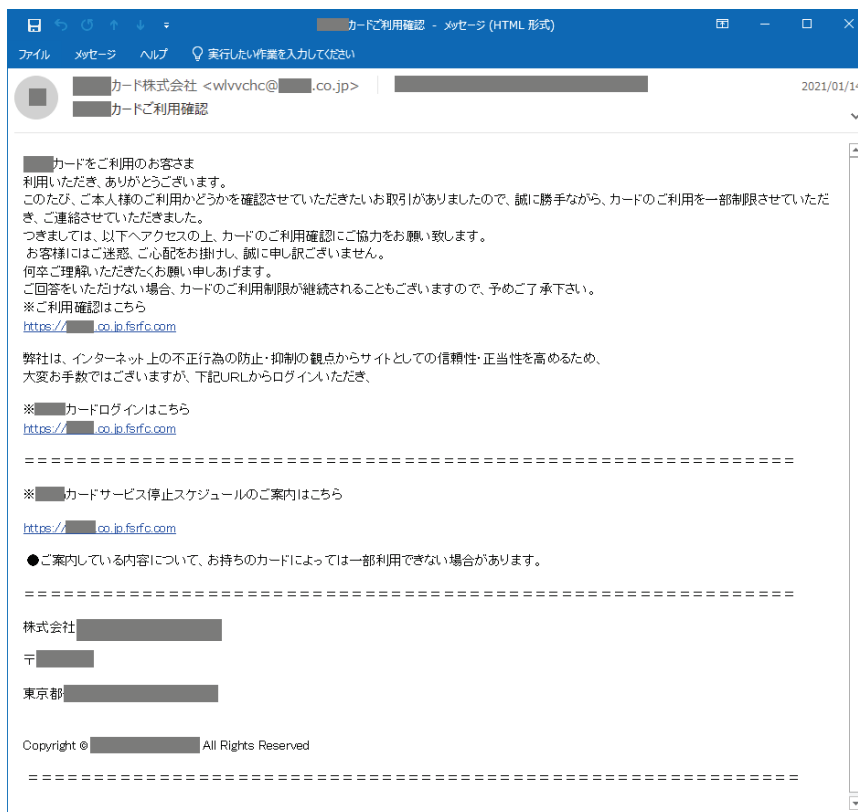 カードご利用確認 - メッセージ (HTML 形式)
ファイル メッセージ ヘルプ 実行したい作業を入力してください
カード株式会社 <wlvvchc@ .co.jp> 2021/01/14
カードご利用確認
カードをご利用のお客さま
利用いただき、ありがとうございます。
このたび、ご本人様のご利用かどうかを確認させていただきたいお取引がありましたので、誠に勝手ながら、カードのご利用を一部制限させていただ
き、ご連絡させていただきました。
つきましては、以下へアクセスの上、カードのご利用確認にご協力をお願い致します。
お客様にはご迷惑、ご心配をお掛けし、誠に申し訳ございません。
何卒ご理解いただきたくお願い申しあげます。
ご回答をいただけない場合、カードのご利用制限が継続されることもございますので、予めご了承下さい。
※ご利用確認はこちら
https:// .co.jp.fsrfc.com
弊社は、インターネット上の不正行為の防止・抑制の観点からサイトとしての信頼性・正当性を高めるため、
大変お手数ではございますが、下記URLからログインいただき、
※ カードログインはこちら
https:// .co.jp.fsrfc.com
============================================================
※ カードサービス停止スケジュールのご案内はこちら
https:// .co.jp.fsrfc.com
●ご案内している内容について、お持ちのカードによっては一部利用できない場合があります。
============================================================
株式会社
〒
東京都
Copyright © All Rights Reserved
============================================================